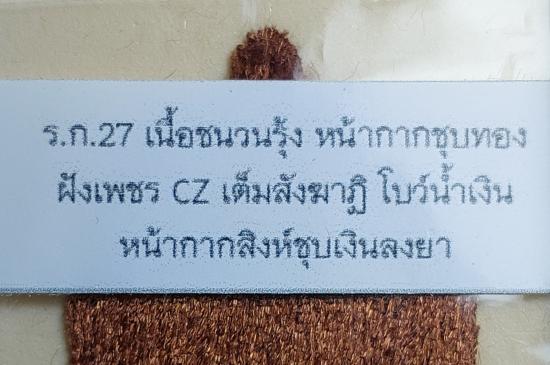 ร.ก.27 เนื้อชนวนรุ้ง หน้ากากชุบทอง
ฝังเพชร CZ เต็มสังฆาฏิ โบว์น้ำเงิน
หน้ากากสิงห์ชุบเงินลงยา